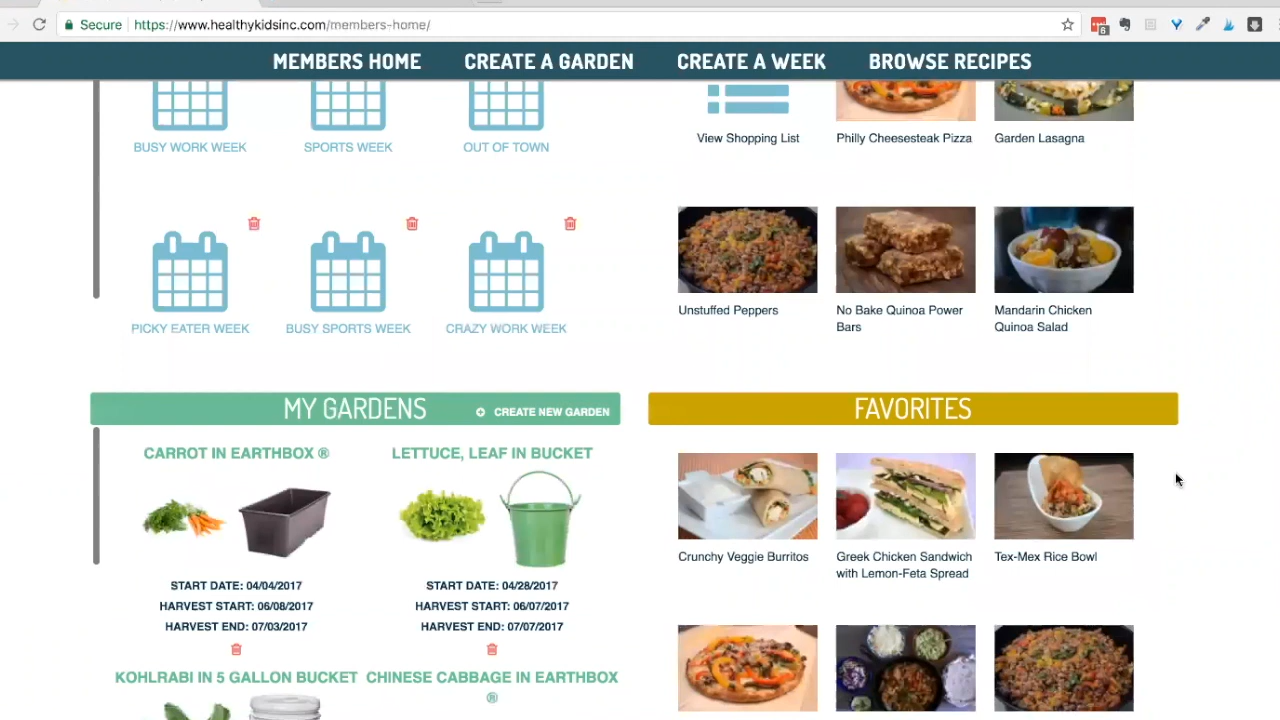 Secure
https://www.healthykidsinc.com/members-home/
6
MEMBERS HOME CREATE A GARDEN CREATE A WEEK BROWSE RECIPES
BUSY WORK WEEK SPORTS WEEK OUT OF TOWN
View Shopping List Philly Cheesesteak Pizza Garden Lasagna
PICKY EATER WEEK BUSY SPORTS WEEK CRAZY WORK WEEK
Unstuffed Peppers
No Bake Quinoa Power
Bars
Mandarin Chicken
Quinoa Salad
MY GARDENS CREATE NEW GARDEN
CARROT IN EARTHBOX ®
START DATE: 04/04/2017
HARVEST START: 06/08/2017
HARVEST END: 07/03/2017
LETTUCE, LEAF IN BUCKET
START DATE: 04/28/2017
HARVEST START: 06/07/2017
HARVEST END: 07/07/2017
KOHLRABI IN 5 GALLON BUCKET
CHINESE CABBAGE IN EARTHBOX
®
FAVORITES
Crunchy Veggie Burritos
Greek Chicken Sandwich
with Lemon-Feta Spread
Tex-Mex Rice Bowl